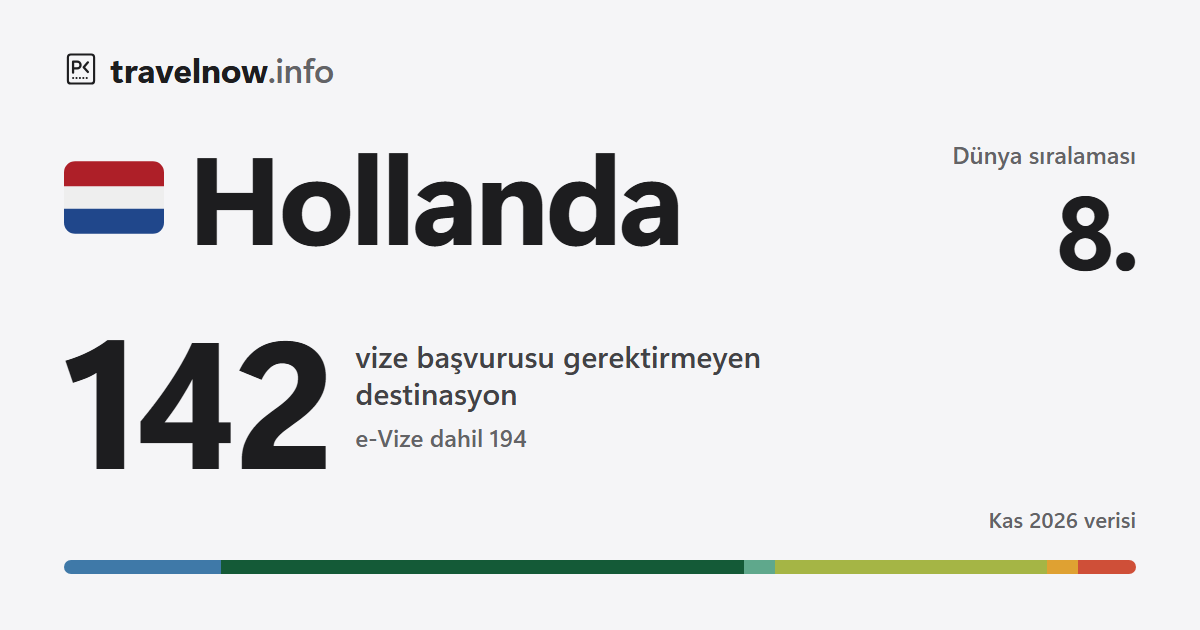 travelnow.info
Hollanda
Dünya sıralaması
8.
142
vize başvurusu gerektirmeyen
destinasyon
e-Vize dahil 194
Kas 2026 verisi